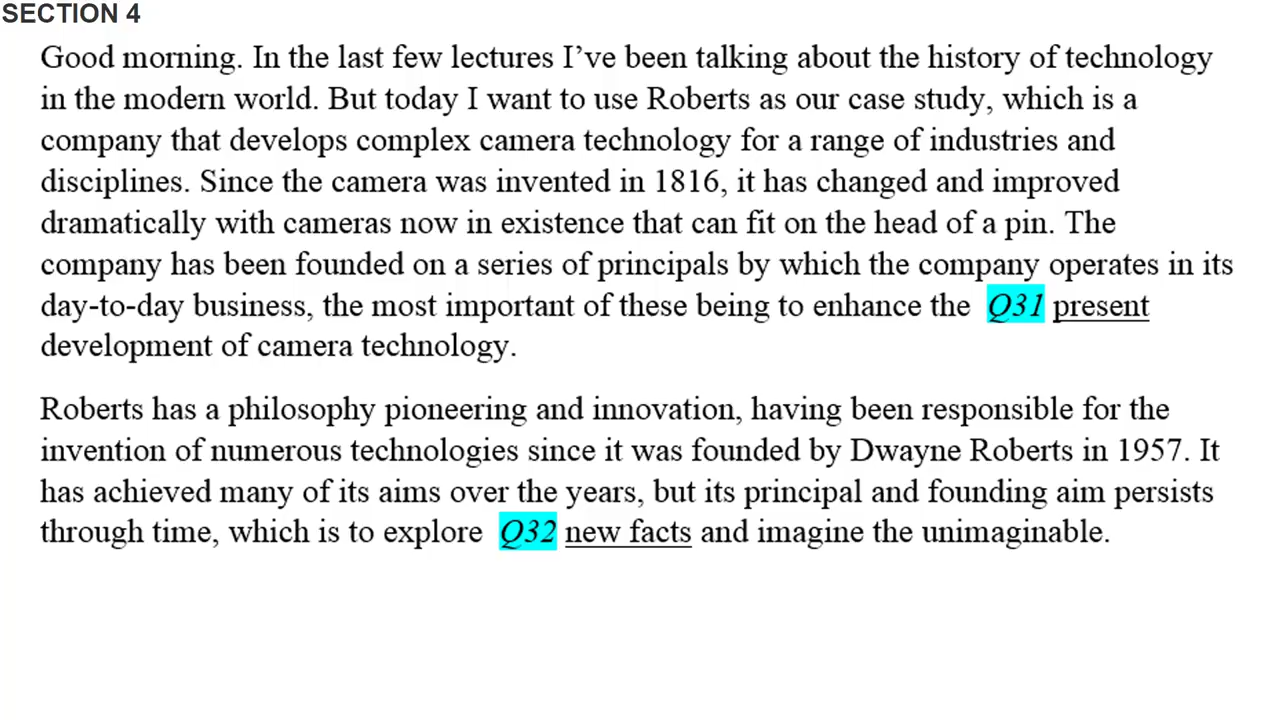 SECTION 4
Good morning. In the last few lectures I’ve been talking about the history of technology
in the modern world. But today I want to use Roberts as our case study, which is a
company that develops complex camera technology for a range of industries and
disciplines. Since the camera was invented in 1816, it has changed and improved
dramatically with cameras now in existence that can fit on the head of a pin. The
company has been founded on a series of principals by which the company operates in its
day-to-day business, the most important of these being to enhance the Q31 present
development of camera technology.
Roberts has a philosophy pioneering and innovation, having been responsible for the
invention of numerous technologies since it was founded by Dwayne Roberts in 1957. It
has achieved many of its aims over the years, but its principal and founding aim persists
through time, which is to explore Q32 new facts and imagine the unimaginable.